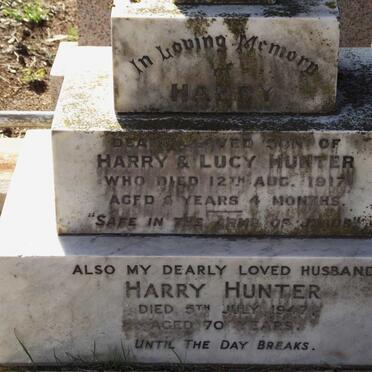 In Loving Memory
of
HARRY
DEARLY LOVED SON OF
HARRY & LUCY HUNTER
WHO DIED 12TH AUG. 1917
AGED YEARS 4 MONTHS.
"SAFE IN THE ARMS OF JESUS"
ALSO MY DEARLY LOVED HUSBAND
HARRY HUNTER
DIED 5TH JULY 1947
AGED 70 YEARS.
UNTIL THE DAY BREAKS.